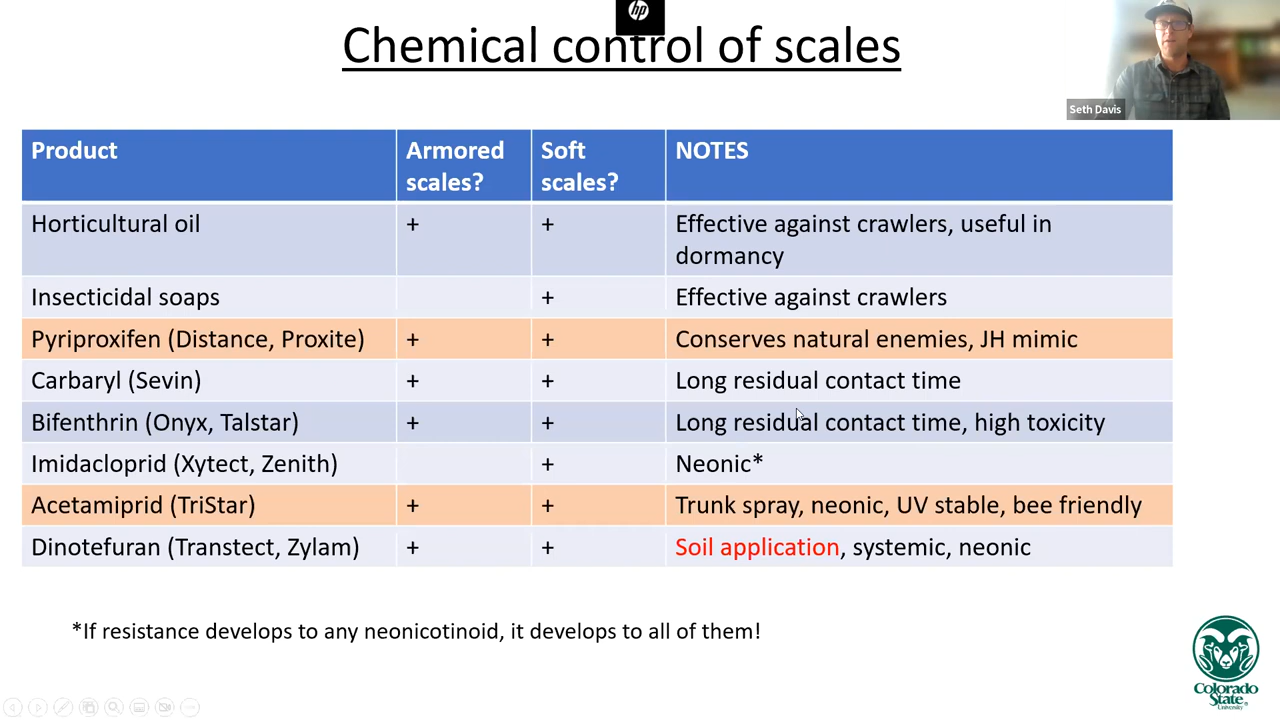 hp
Chemical control of scales
Seth Davis
Product
Armored scales?
Soft scales?
NOTES
Horticultural oil
+
+
Effective against crawlers, useful in
dormancy
Insecticidal soaps
+
Effective against crawlers
Pyriproxifen (Distance, Proxite)
+
+
Conserves natural enemies, JH mimic
Carbaryl (Sevin)
+
+
Long residual contact time
Bifenthrin (Onyx, Talstar)
+
+
Long residual contact time, high toxicity
Imidacloprid (Xytect, Zenith)
+
Neonic*
Acetamiprid (TriStar)
+
+
Trunk spray, neonic, UV stable, bee friendly
Dinotefuran (Transtect, Zylam)
+
+
Soil application, systemic, neonic
*If resistance develops to any neonicotinoid, it develops to all of them!
Colorado
State
University